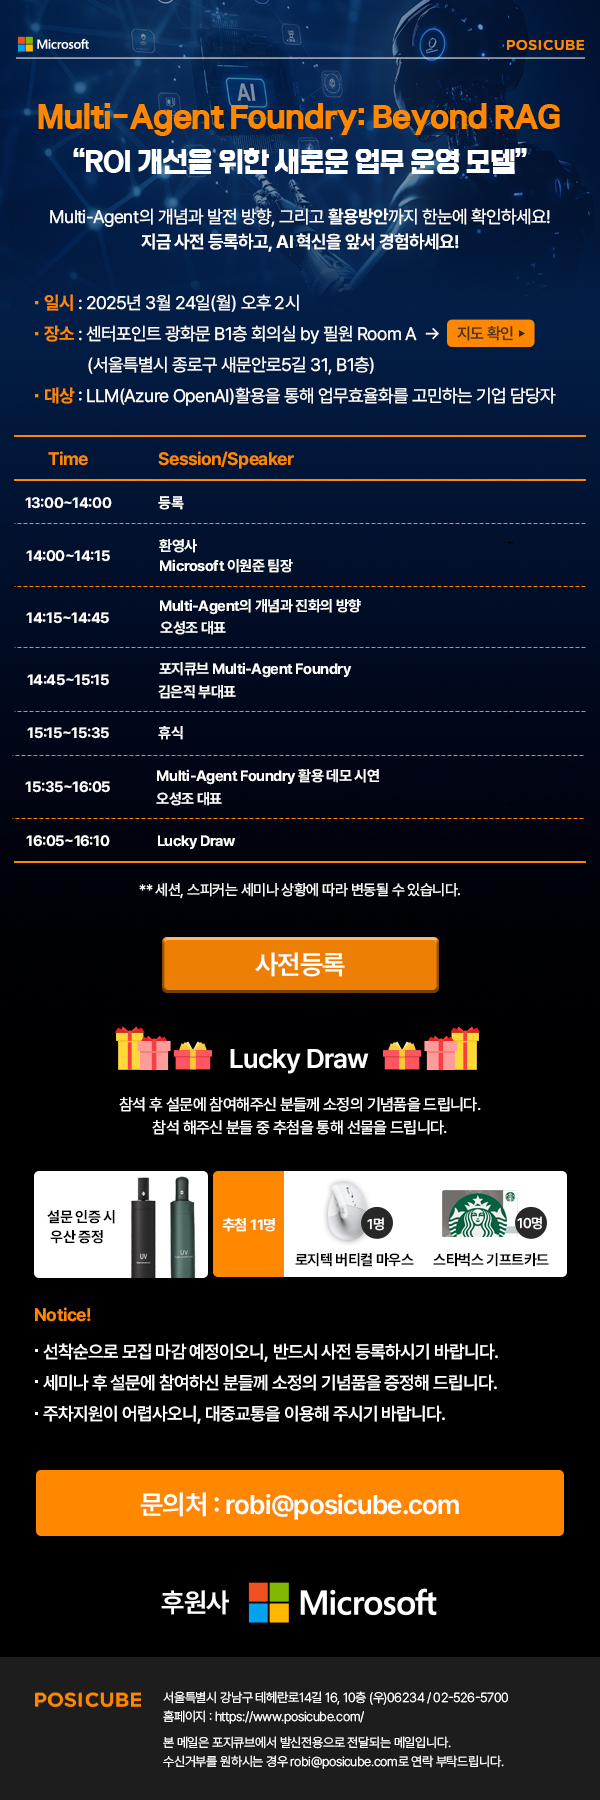 Microsoft
POSICUBE
AI
Multi-Agent Foundry: Beyond RAG
“ROI 개선을 위한 새로운 업무 운영 모델”
Multi-Agent의 개념과 발전 방향, 그리고 활용방안까지 한눈에 확인하세요!
지금 사전 등록하고, AI 혁신을 앞서 경험하세요!
· 일시 : 2025년 3월 24일(월) 오후 2시
· 장소 : 센터포인트 광화문 B1층 회의실 by 필원 Room A → 지도 확인 ▶
(서울특별시 종로구 새문안로5길 31, B1층)
· 대상 : LLM(Azure OpenAI)활용을 통해 업무효율화를 고민하는 기업 담당자
Time Session/Speaker
13:00~14:00 등록
14:00~14:15 환영사
Microsoft 이원준 팀장
14:15~14:45 Multi-Agent의 개념과 진화의 방향
오성조 대표
14:45~15:15 포지큐브 Multi-Agent Foundry
김은직 부대표
15:15~15:35 휴식
15:35~16:05 Multi-Agent Foundry 활용 데모 시연
오성조 대표
16:05~16:10 Lucky Draw
** 세션, 스피커는 세미나 상황에 따라 변동될 수 있습니다.
사전등록
Lucky Draw
참석 후 설문에 참여해주신 분들께 소정의 기념품을 드립니다.
참석 해주신 분들 중 추첨을 통해 선물을 드립니다.
설문 인증 시
우산 증정
UV
UV
추첨 11명
1명
로지텍 버티컬 마우스
10명
스타벅스 기프트카드
Notice!
· 선착순으로 모집 마감 예정이오니, 반드시 사전 등록하시기 바랍니다.
· 세미나 후 설문에 참여하신 분들께 소정의 기념품을 증정해 드립니다.
· 주차지원이 어렵사오니, 대중교통을 이용해 주시기 바랍니다.
문의처 : robi@posicube.com
후원사 Microsoft
POSICUBE
서울특별시 강남구 테헤란로14길 16, 10층 (우)06234 / 02-526-5700
홈페이지 : https://www.posicube.com/
본 메일은 포지큐브에서 발신전용으로 전달되는 메일입니다.
수신거부를 원하시는 경우 robi@posicube.com로 연락 부탁드립니다.